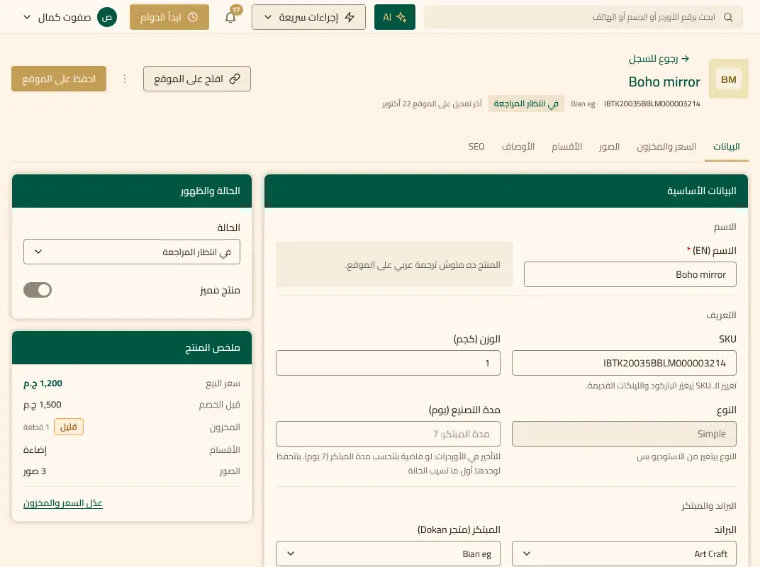 ابحث برقم الأوردر أو الاسم أو الهاتف
AI
إجراءات سريعة
17
ابدأ الدوام
ص
صفوت كمال
رجوع للسجل
BM
Boho mirror
IBTK20035BBLM000003214 · Bian eg
في انتظار المراجعة
آخر تعديل على الموقع 22 أكتوبر
افتح على الموقع
احفظ على الموقع
البيانات
السعر والمخزون
الصور
الأقسام
الأوصاف
SEO
البيانات الأساسية
الاسم
الاسم (EN) *
Boho mirror
المنتج ده ملوش ترجمة عربي على الموقع.
التعريف
SKU
IBTK20035BBLM000003214
تغيير الـ SKU بيغيّر الباركود واللينكات القديمة.
الوزن (كجم)
1
النوع
Simple
النوع بيتغير من الاستوديو بس
مدة التصنيع (يوم)
مدة المبتكر: 7
للتأخير في الأوردرات: لو فاضية بتتحسب مدة المبتكر (7 يوم). بتتحفظ
لوحدها أول ما تسيب الخانة
البراند والمبتكر
البراند
Art Craft
المبتكر (متجر Dokan)
Bian eg
الحالة والظهور
الحالة
في انتظار المراجعة
منتج مميز
ملخص المنتج
سعر البيع
1,200 ج.م
قبل الخصم
1,500 ج.م
المخزون
قليل
1 قطعة
الأقسام
إضاءة
الصور
3 صور
عدّل السعر والمخزون